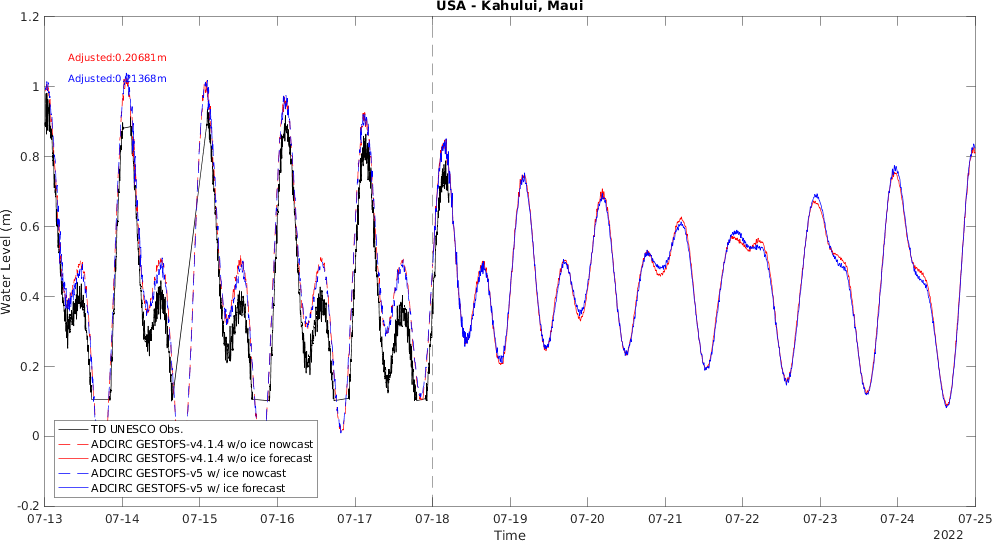 USA - Kahului, Maui
1.2
1
0.8
0.6
0.4
0.2
0
-0.2
Water Level (m)
Adjusted:0.20681m
Adjusted:0.21368m
TD UNESCO Obs.
ADCIRC GESTOFS-v4.1.4 w/o ice nowcast
ADCIRC GESTOFS-v4.1.4 w/o ice forecast
ADCIRC GESTOFS-v5 w/ ice nowcast
ADCIRC GESTOFS-v5 w/ ice forecast
07-13 07-14 07-15 07-16 07-17 07-18 07-19 07-20 07-21 07-22 07-23 07-24 07-25
Time
2022